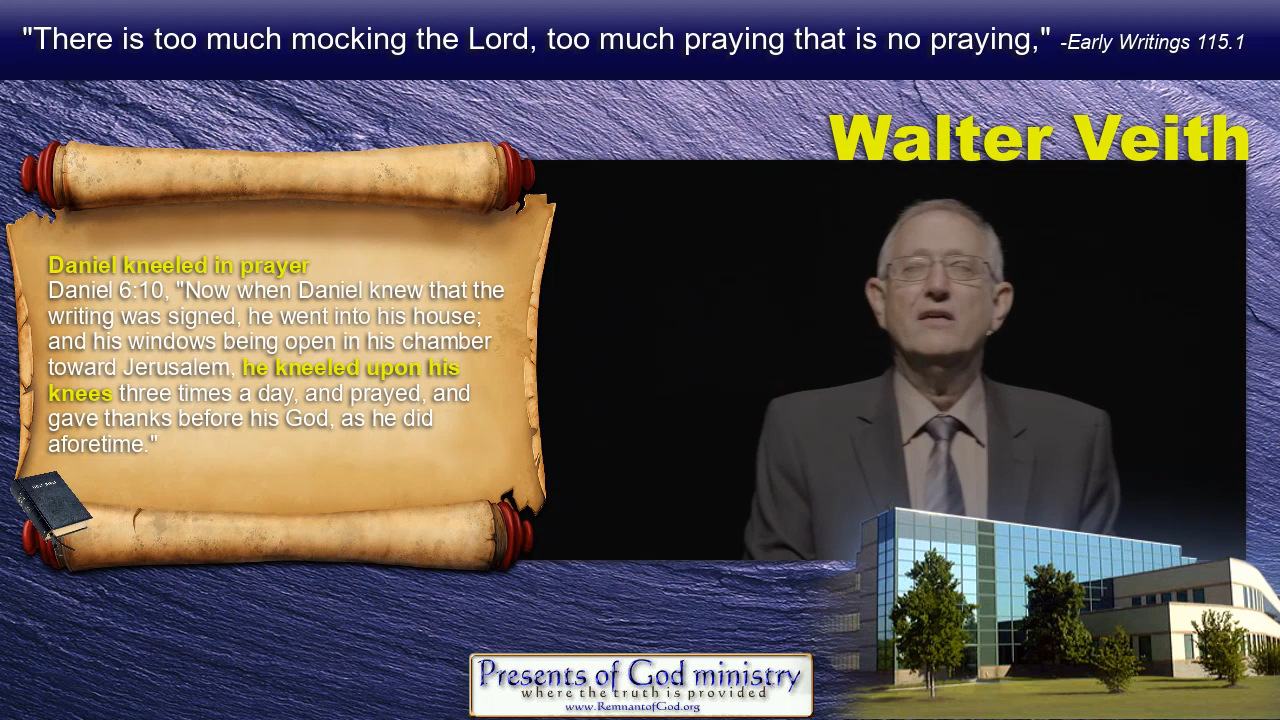 "There is too much mocking the Lord, too much praying that is no praying," -Early Writings 115.1
Walter Veith
Daniel kneeled in prayer
Daniel 6:10, "Now when Daniel knew that the
writing was signed, he went into his house;
and his windows being open in his chamber
toward Jerusalem, he kneeled upon his
knees three times a day, and prayed, and
gave thanks before his God, as he did
aforetime."
HOLY BIBLE
Presents of God ministry
where the truth is provided
www.RemnantofGod.org